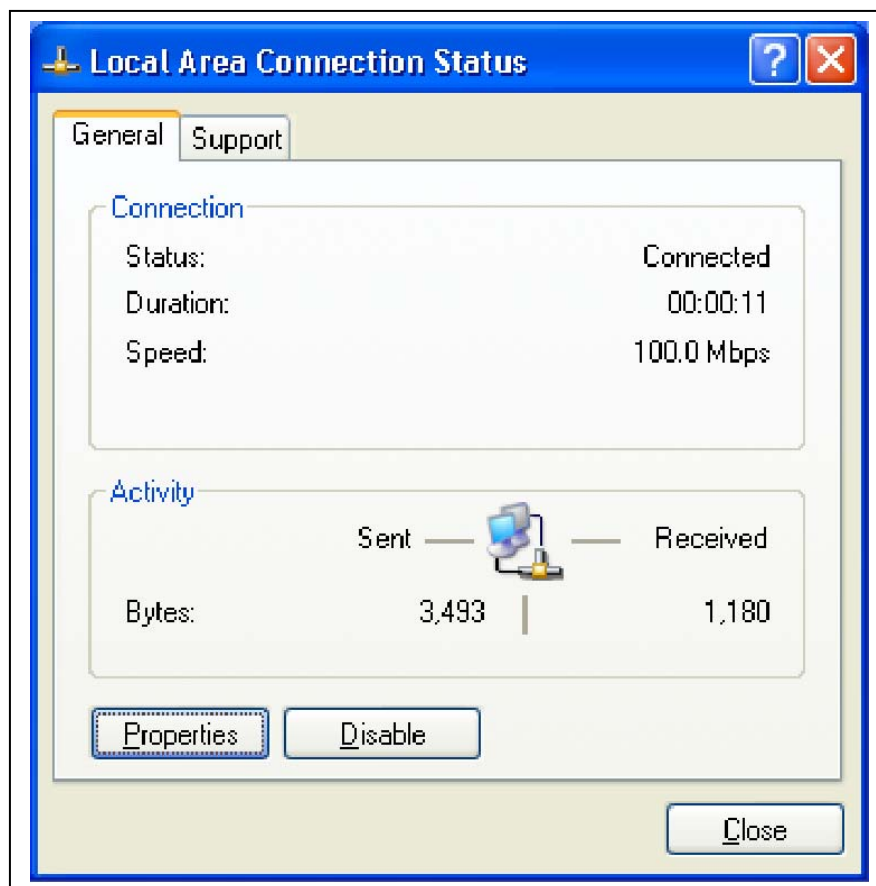 Local Area Connection Status
General Support
Connection
Status: Connected
Duration: 00:00:11
Speed: 100.0 Mbps
Activity
Sent Received
Bytes: 3,493 1,180
Properties Disable
Close